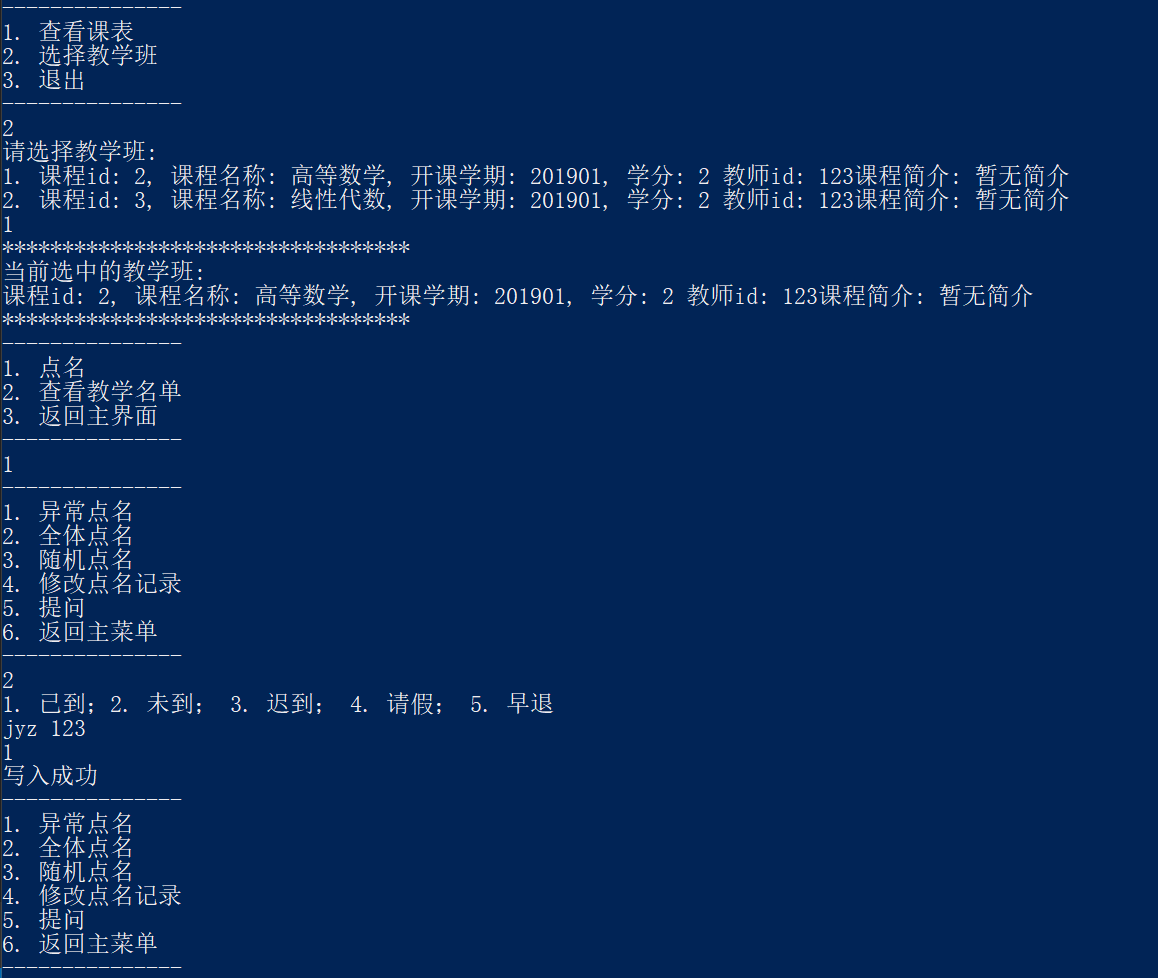 ---------------
1. 查看课表
2. 选择教学班
3. 退出
---------------
2
请选择教学班:
1. 课程id: 2, 课程名称: 高等数学, 开课学期: 201901, 学分: 2 教师id: 123课程简介: 暂无简介
2. 课程id: 3, 课程名称: 线性代数, 开课学期: 201901, 学分: 2 教师id: 123课程简介: 暂无简介
1
**********************************
当前选中的教学班:
课程id: 2, 课程名称: 高等数学, 开课学期: 201901, 学分: 2 教师id: 123课程简介: 暂无简介
**********************************
---------------
1. 点名
2. 查看教学名单
3. 返回主界面
---------------
1
---------------
1. 异常点名
2. 全体点名
3. 随机点名
4. 修改点名记录
5. 提问
6. 返回主菜单
---------------
2
1. 已到；2. 未到； 3. 迟到； 4. 请假； 5. 早退
jyz 123
1
写入成功
---------------
1. 异常点名
2. 全体点名
3. 随机点名
4. 修改点名记录
5. 提问
6. 返回主菜单
---------------